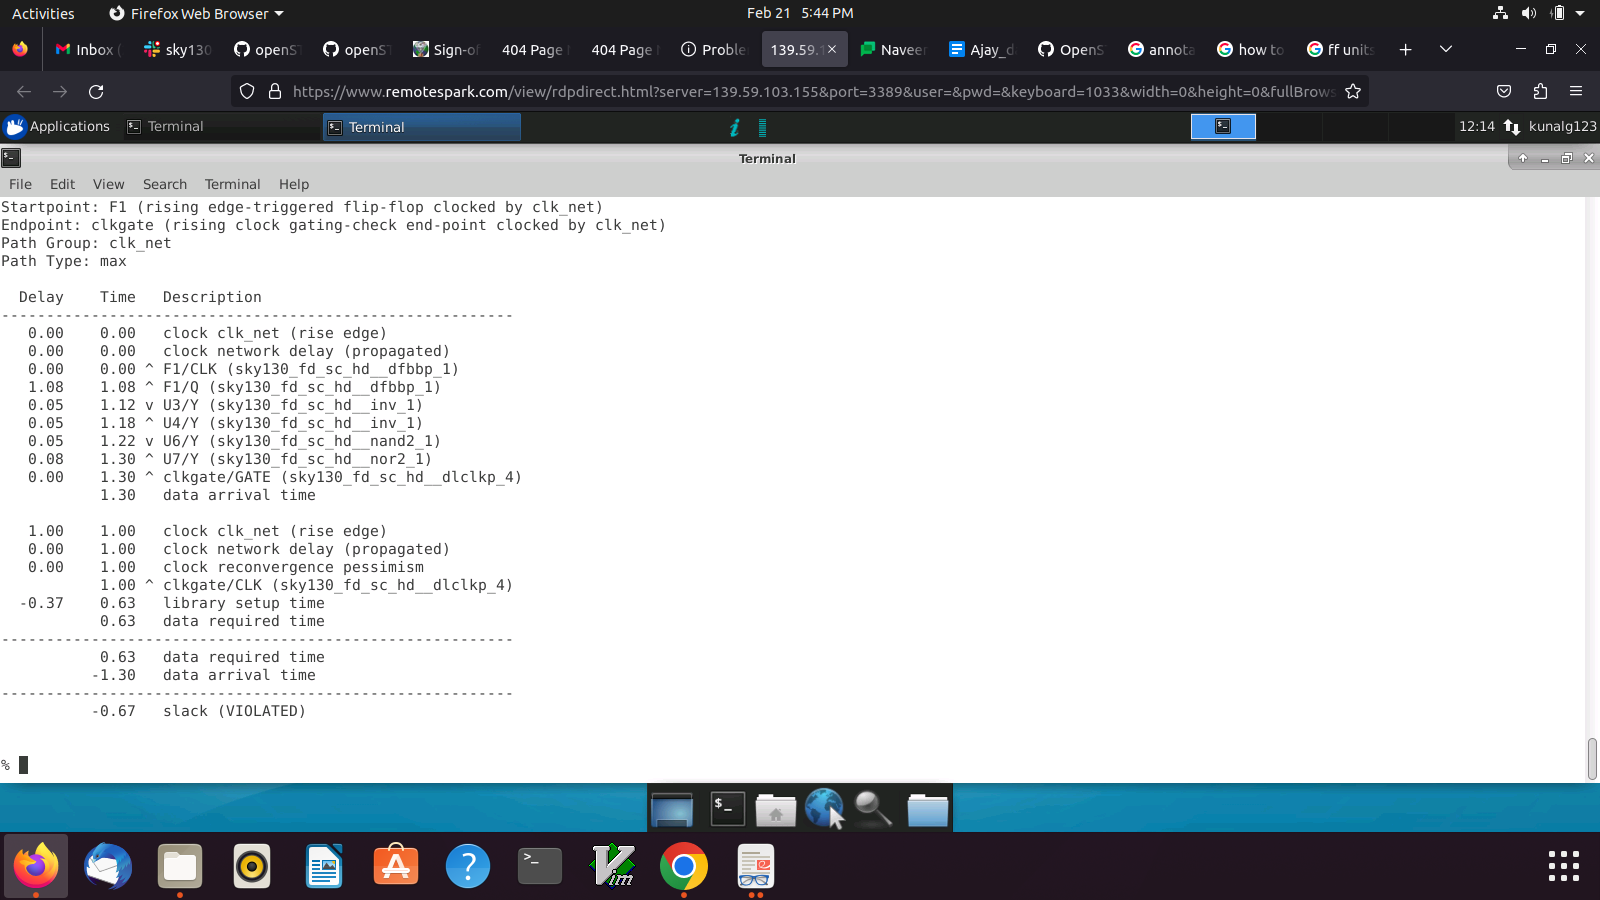 Activities
Firefox Web Browser
Feb 21 5:44 PM
Inbox (
sky130
openST
openST
Sign-of
404 Page
404 Page
Problem
139.59.1
Naveen
Ajay_d
OpenS
annota
how to
ff units
https://www.remotespark.com/view/rdpdirect.html?server=139.59.103.155&port=3389&user=&pwd=&keyboard=1033&width=0&height=0&fullBrows
Applications
Terminal
Terminal
12:14
kunalg123
Terminal
File Edit View Search Terminal Help
Startpoint: F1 (rising edge-triggered flip-flop clocked by clk_net)
Endpoint: clkgate (rising clock gating-check end-point clocked by clk_net)
Path Group: clk_net
Path Type: max
Delay Time Description
---------------------------------------------------------
0.00 0.00 clock clk_net (rise edge)
0.00 0.00 clock network delay (propagated)
0.00 0.00 ^ F1/CLK (sky130_fd_sc_hd__dfbbp_1)
1.08 1.08 ^ F1/Q (sky130_fd_sc_hd__dfbbp_1)
0.05 1.12 v U3/Y (sky130_fd_sc_hd__inv_1)
0.05 1.18 ^ U4/Y (sky130_fd_sc_hd__inv_1)
0.05 1.22 v U6/Y (sky130_fd_sc_hd__nand2_1)
0.08 1.30 ^ U7/Y (sky130_fd_sc_hd__nor2_1)
0.00 1.30 ^ clkgate/GATE (sky130_fd_sc_hd__dlclkp_4)
1.30 data arrival time
1.00 1.00 clock clk_net (rise edge)
0.00 1.00 clock network delay (propagated)
0.00 1.00 clock reconvergence pessimism
1.00 ^ clkgate/CLK (sky130_fd_sc_hd__dlclkp_4)
-0.37 0.63 library setup time
0.63 data required time
---------------------------------------------------------
0.63 data required time
-1.30 data arrival time
---------------------------------------------------------
-0.67 slack (VIOLATED)
%